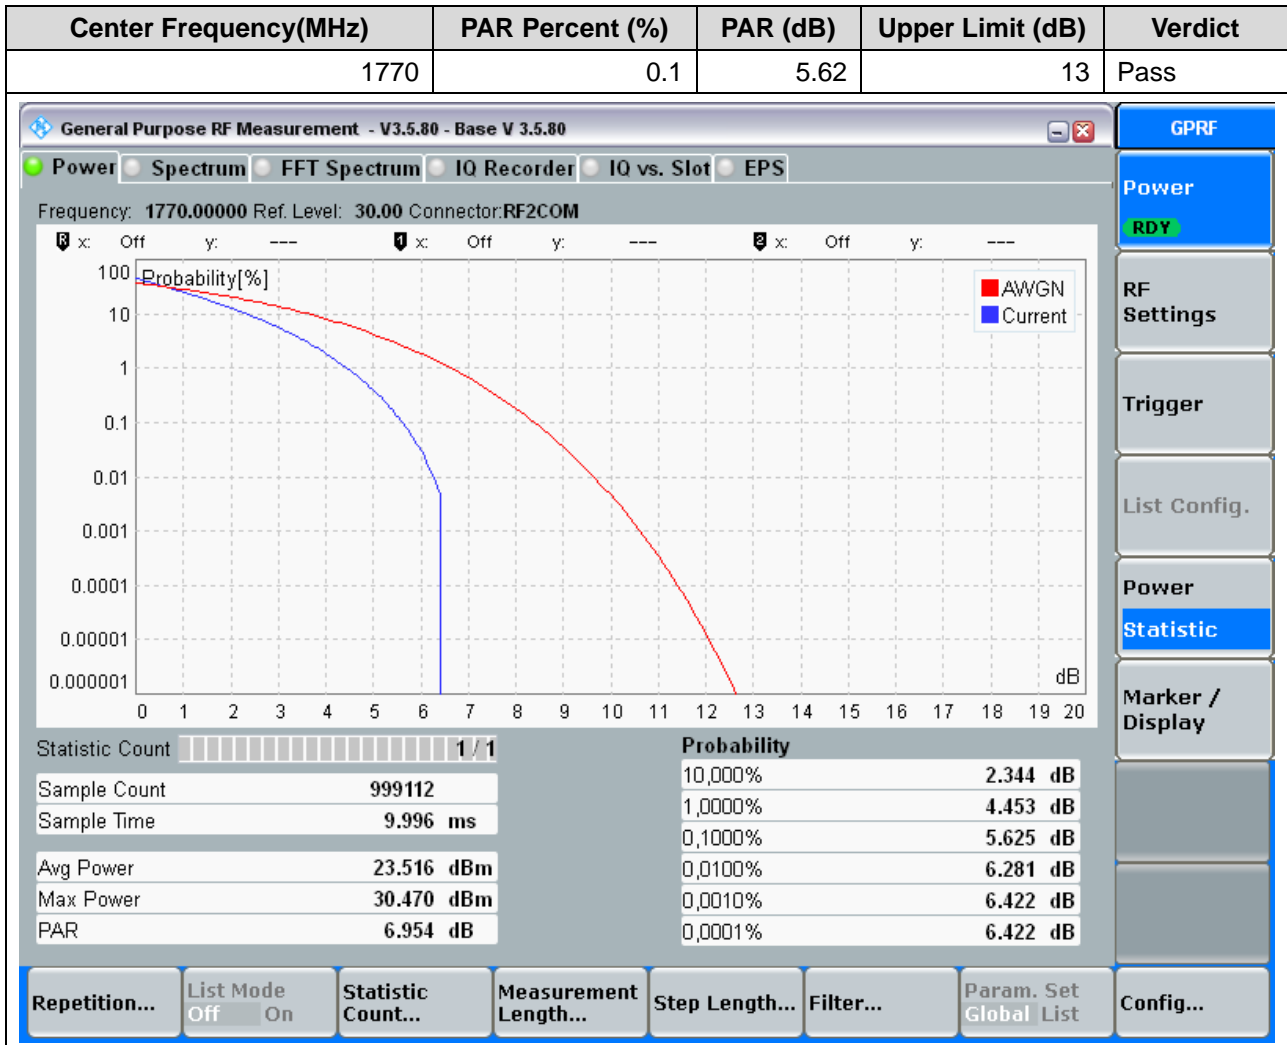 Center Frequency(MHz) PAR Percent (%) PAR (dB) Upper Limit (dB) Verdict
1770 0.1 5.62 13 Pass
General Purpose RF Measurement - V3.5.80 - Base V 3.5.80
GPRF
Power Spectrum FFT Spectrum IQ Recorder IQ vs. Slot EPS
Power
RDY
Frequency: 1770.00000 Ref. Level: 30.00 Connector:RF2COM
R x: Off y: --- 1 x: Off y: --- 2 x: Off y: ---
Probability[%]
AWGN
Current
100
10
1
0.1
0.01
0.001
0.0001
0.00001
0.000001
dB
0 1 2 3 4 5 6 7 8 9 10 11 12 13 14 15 16 17 18 19 20
RF
Settings
Trigger
List Config.
Power
Statistic
Marker /
Display
Statistic Count 1 / 1
Sample Count 999112
Sample Time 9.996 ms
Avg Power 23.516 dBm
Max Power 30.470 dBm
PAR 6.954 dB
Probability
10,000% 2.344 dB
1,0000% 4.453 dB
0,1000% 5.625 dB
0,0100% 6.281 dB
0,0010% 6.422 dB
0,0001% 6.422 dB
Repetition...
List Mode
Off On
Statistic
Count...
Measurement
Length...
Step Length...
Filter...
Param. Set
Global List
Config...